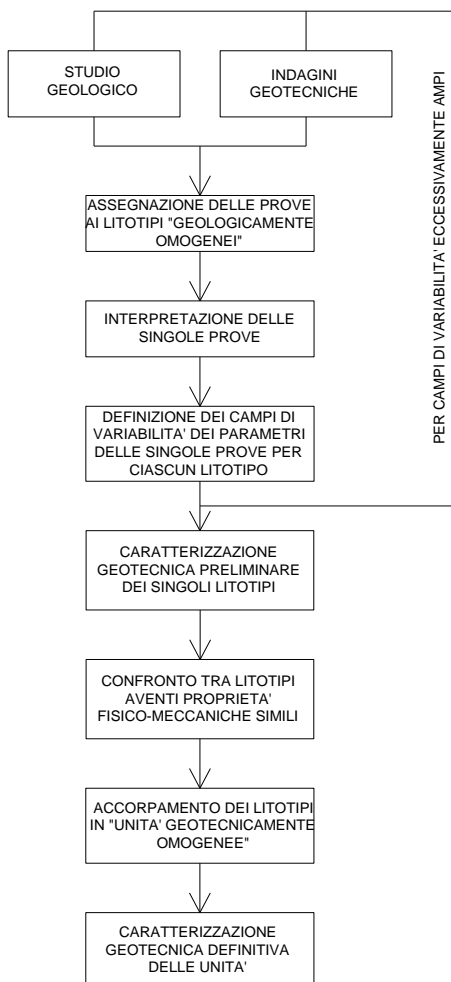 STUDIO
GEOLOGICO
INDAGINI
GEOTECNICHE
ASSEGNAZIONE DELLE PROVE
AI LITOTIPI "GEOLOGICAMENTE
OMOGENEI"
INTERPRETAZIONE DELLE
SINGOLE PROVE
DEFINIZIONE DEI CAMPI DI
VARIABILITA' DEI PARAMETRI
DELLE SINGOLE PROVE PER
CIASCUN LITOTIPO
CARATTERIZZAZIONE
GEOTECNICA PRELIMINARE
DEI SINGOLI LITOTIPI
CONFRONTO TRA LITOTIPI
AVENTI PROPRIETA'
FISICO-MECCANICHE SIMILI
ACCORPAMENTO DEI LITOTIPI
IN "UNITA' GEOTECNICAMENTE
OMOGENEE"
CARATTERIZZAZIONE
GEOTECNICA DEFINITIVA
DELLE UNITA'
PER CAMPI DI VARIABILITA' ECCESSIVAMENTE AMPI